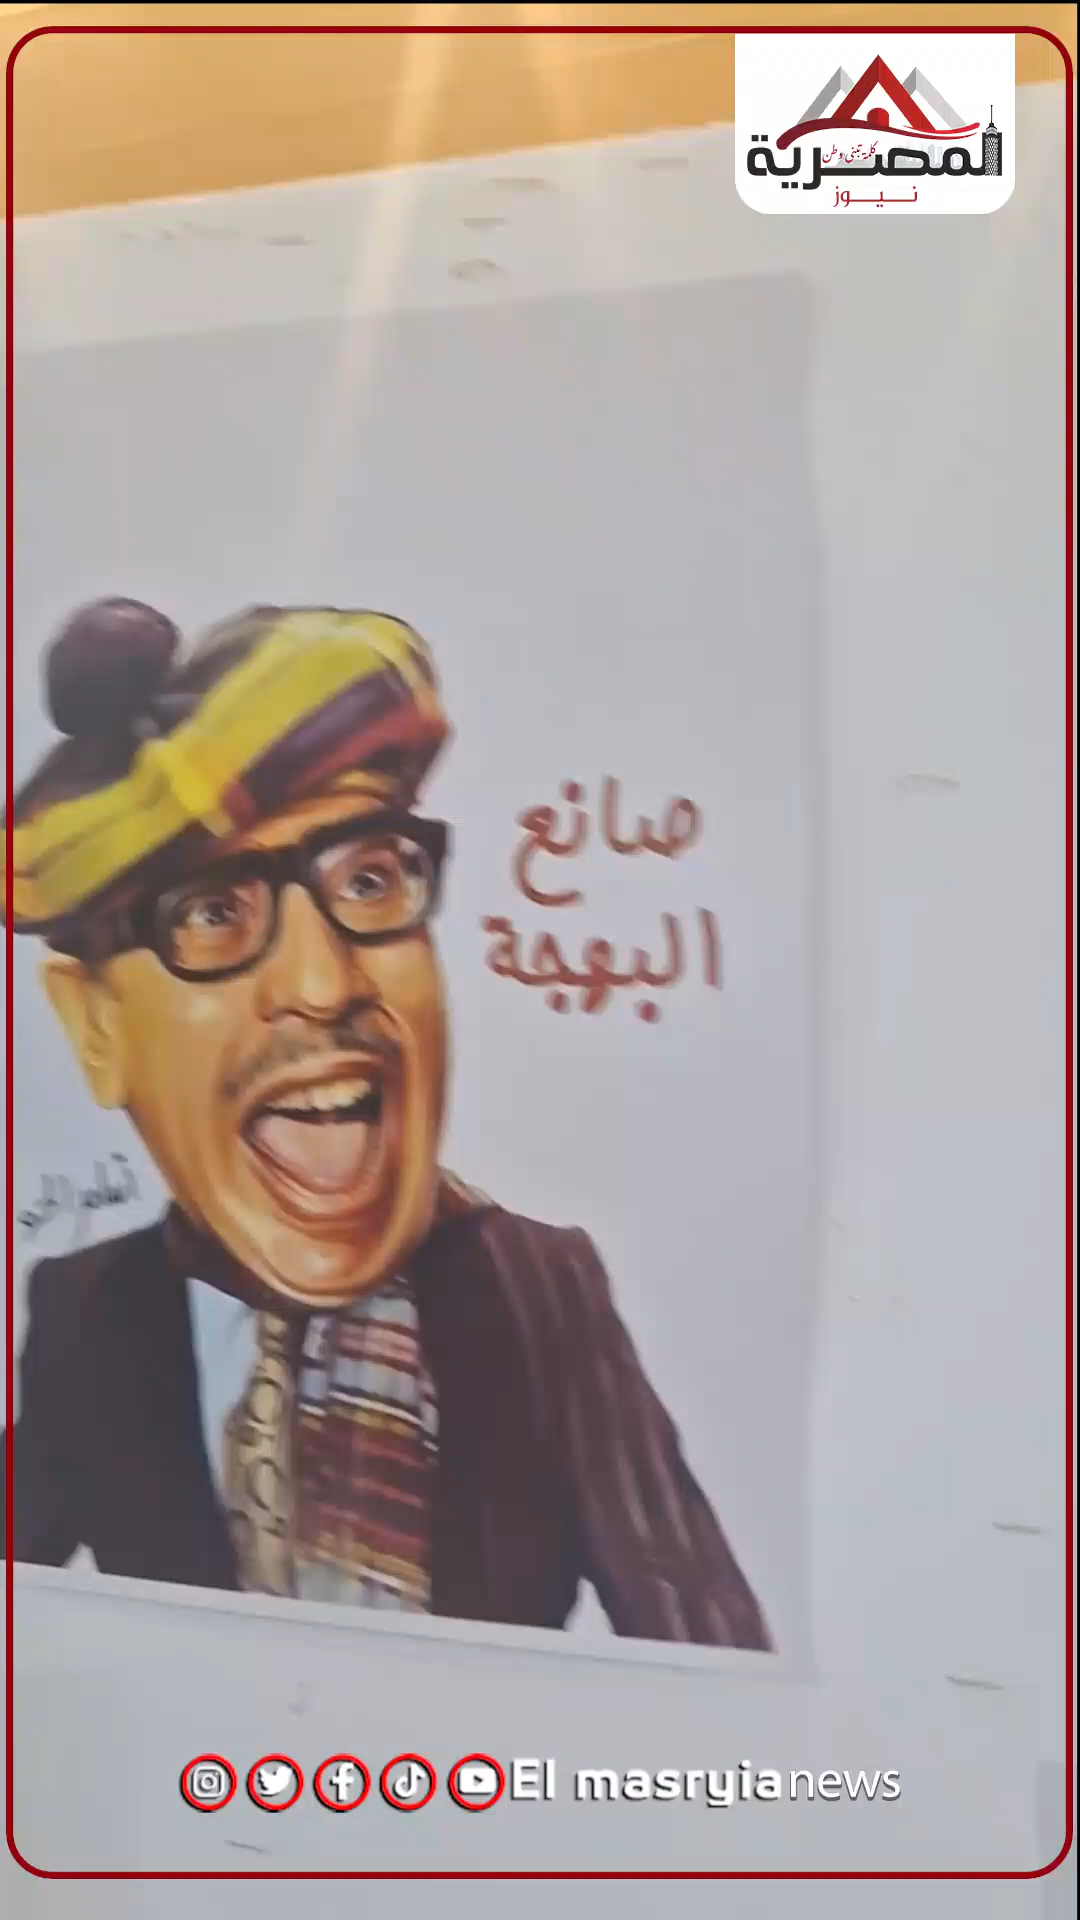 المصرية
كلمة تبني وطن
نيوز
صانع
البهجة
El masryia news